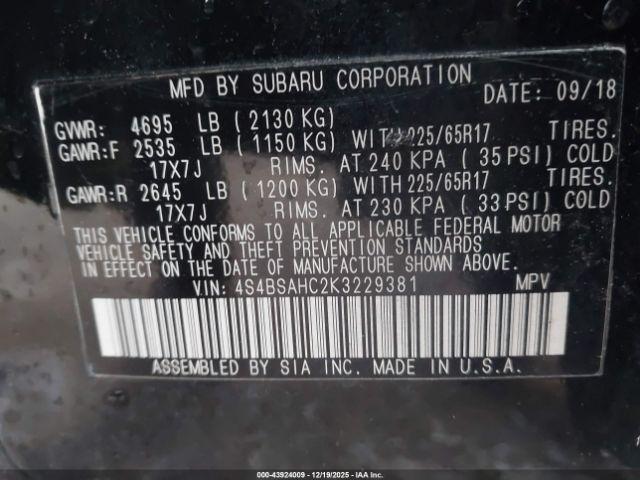 MFD BY SUBARU CORPORATION DATE: 09/18
GVWR: 4695 LB (2130 KG)
GAWR:F 2535 LB (1150 KG) WITH 225/65R17 TIRES.
17X7J RIMS. AT 240 KPA (35 PSI) COLD
GAWR:R 2645 LB (1200 KG) WITH 225/65R17 TIRES.
17X7J RIMS. AT 230 KPA (33 PSI) COLD
THIS VEHICLE CONFORMS TO ALL APPLICABLE FEDERAL MOTOR
VEHICLE SAFETY AND THEFT PREVENTION STANDARDS
IN EFFECT ON THE DATE OF MANUFACTURE SHOWN ABOVE.
VIN: 4S4BSAHC2K3229381 MPV
ASSEMBLED BY SIA INC. MADE IN U.S.A.
000-43924009 - 12/19/2025 - IAA Inc.